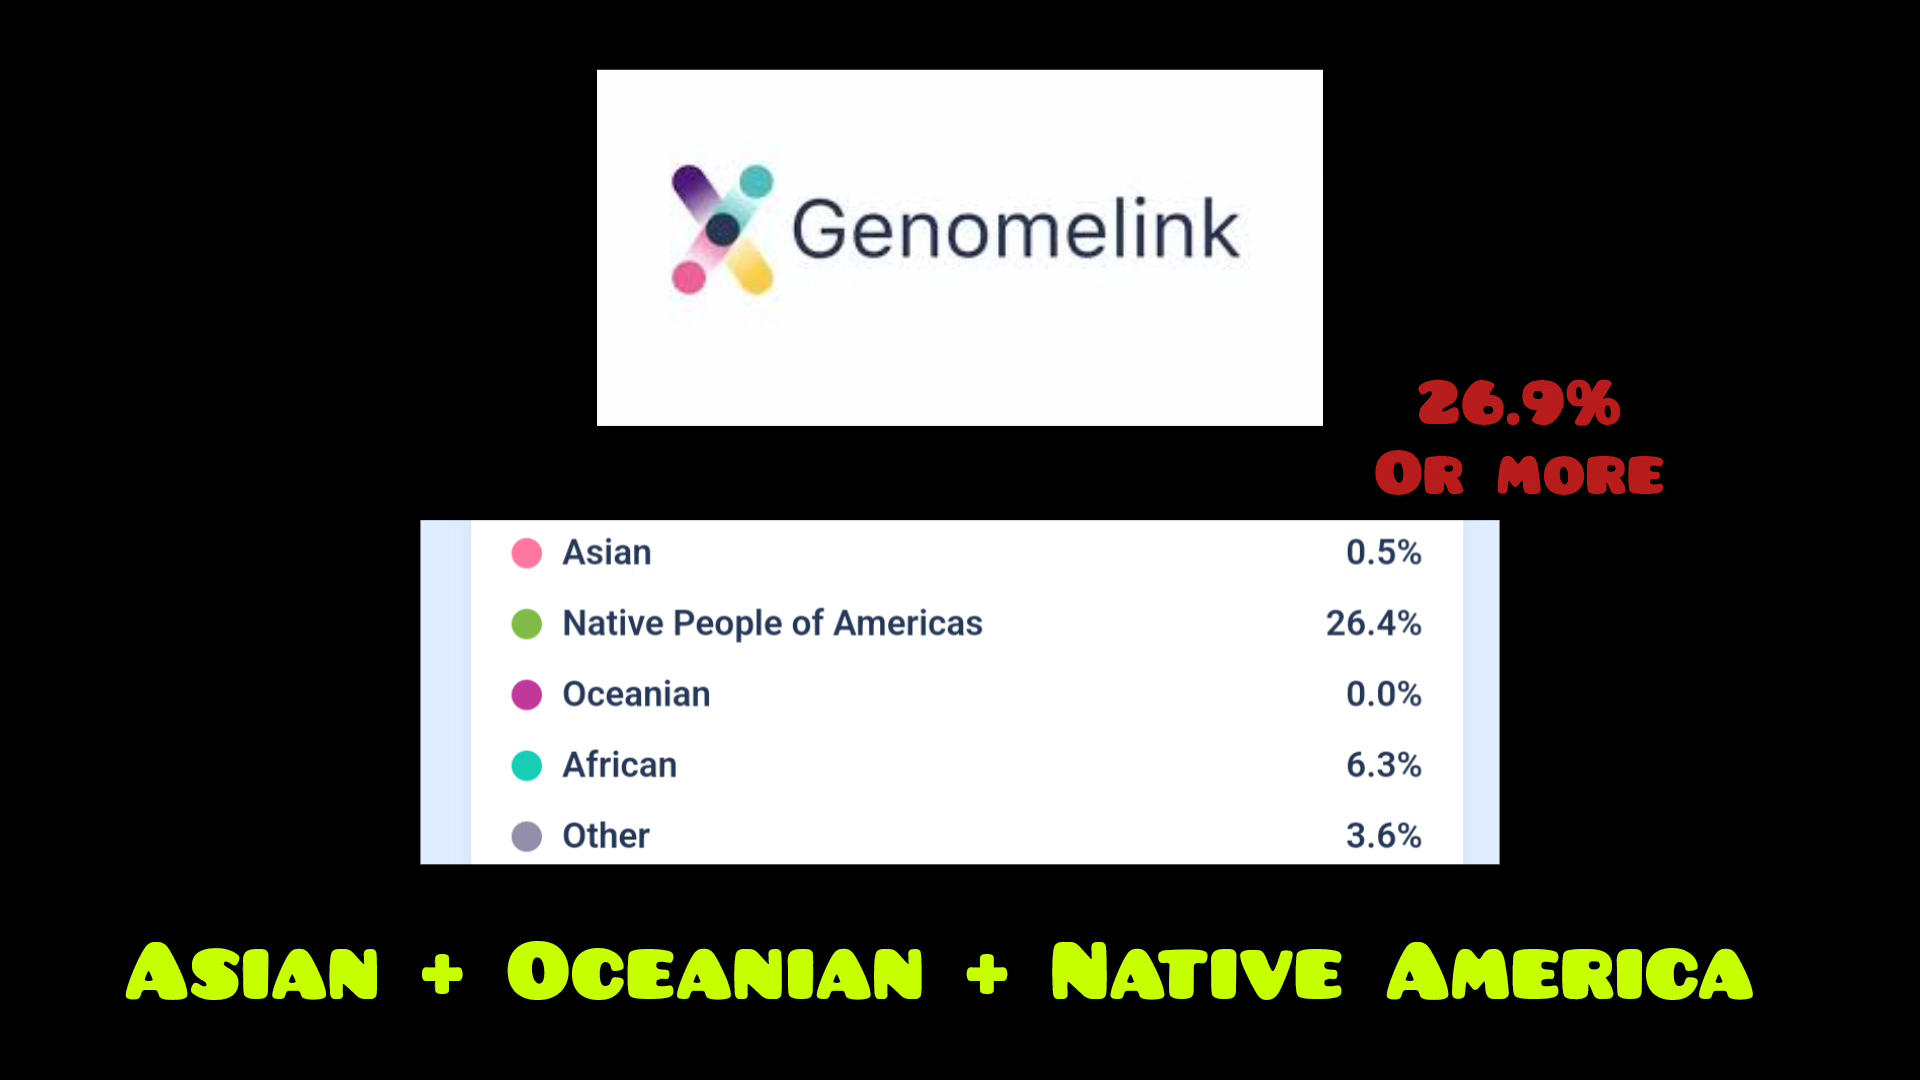 Genomelink
26.9%
Or more
Asian 0.5%
Native People of Americas 26.4%
Oceanian 0.0%
African 6.3%
Other 3.6%
Asian + Oceanian + Native America